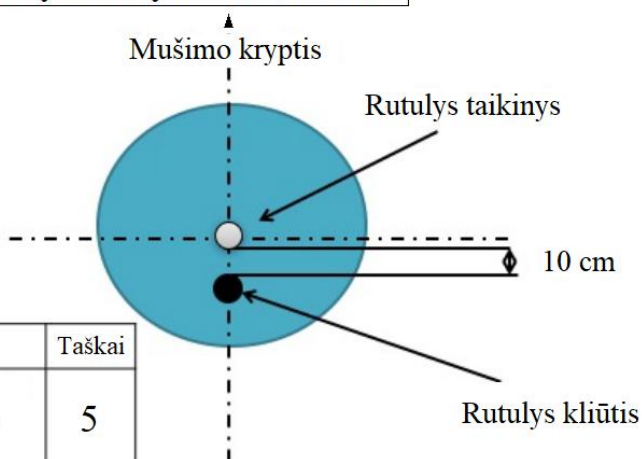 Mušimo kryptis
Rutulys taikinys
10 cm
Taškai
5
Rutulys kliūtis